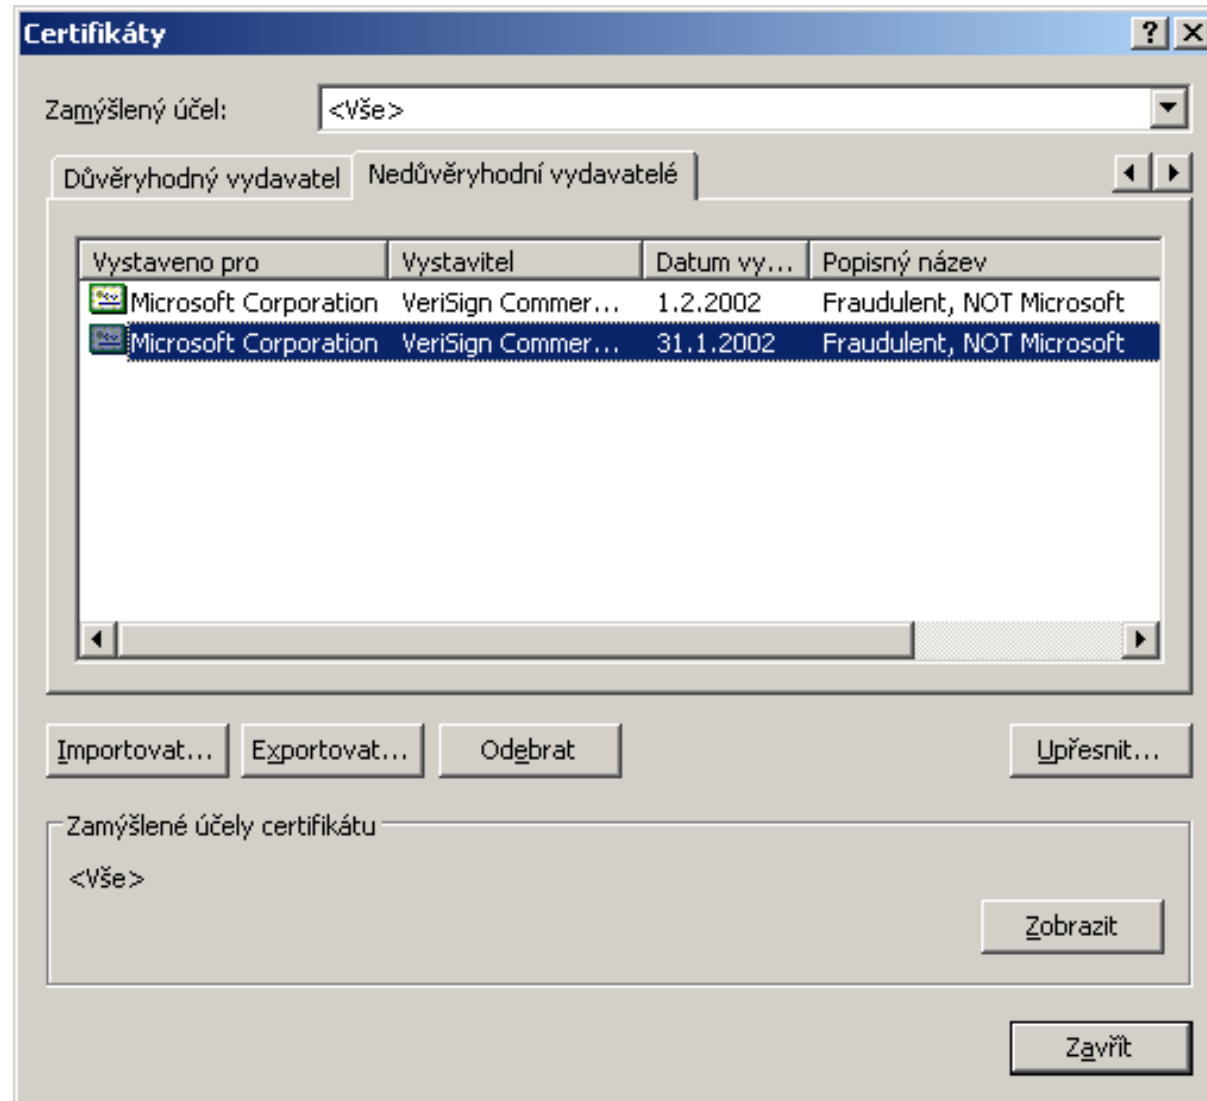 Certifikáty
Zamýšlený účel: <Vše>
Důvěryhodný vydavatel Nedůvěryhodní vydavatelé
Vystaveno pro Vystavitel Datum vy... Popisný název
Microsoft Corporation VeriSign Commer... 1.2.2002 Fraudulent, NOT Microsoft
Microsoft Corporation VeriSign Commer... 31.1.2002 Fraudulent, NOT Microsoft
Importovat... Exportovat... Odebrat Upřesnit...
Zamýšlené účely certifikátu
<Vše>
Zobrazit
Zavřít